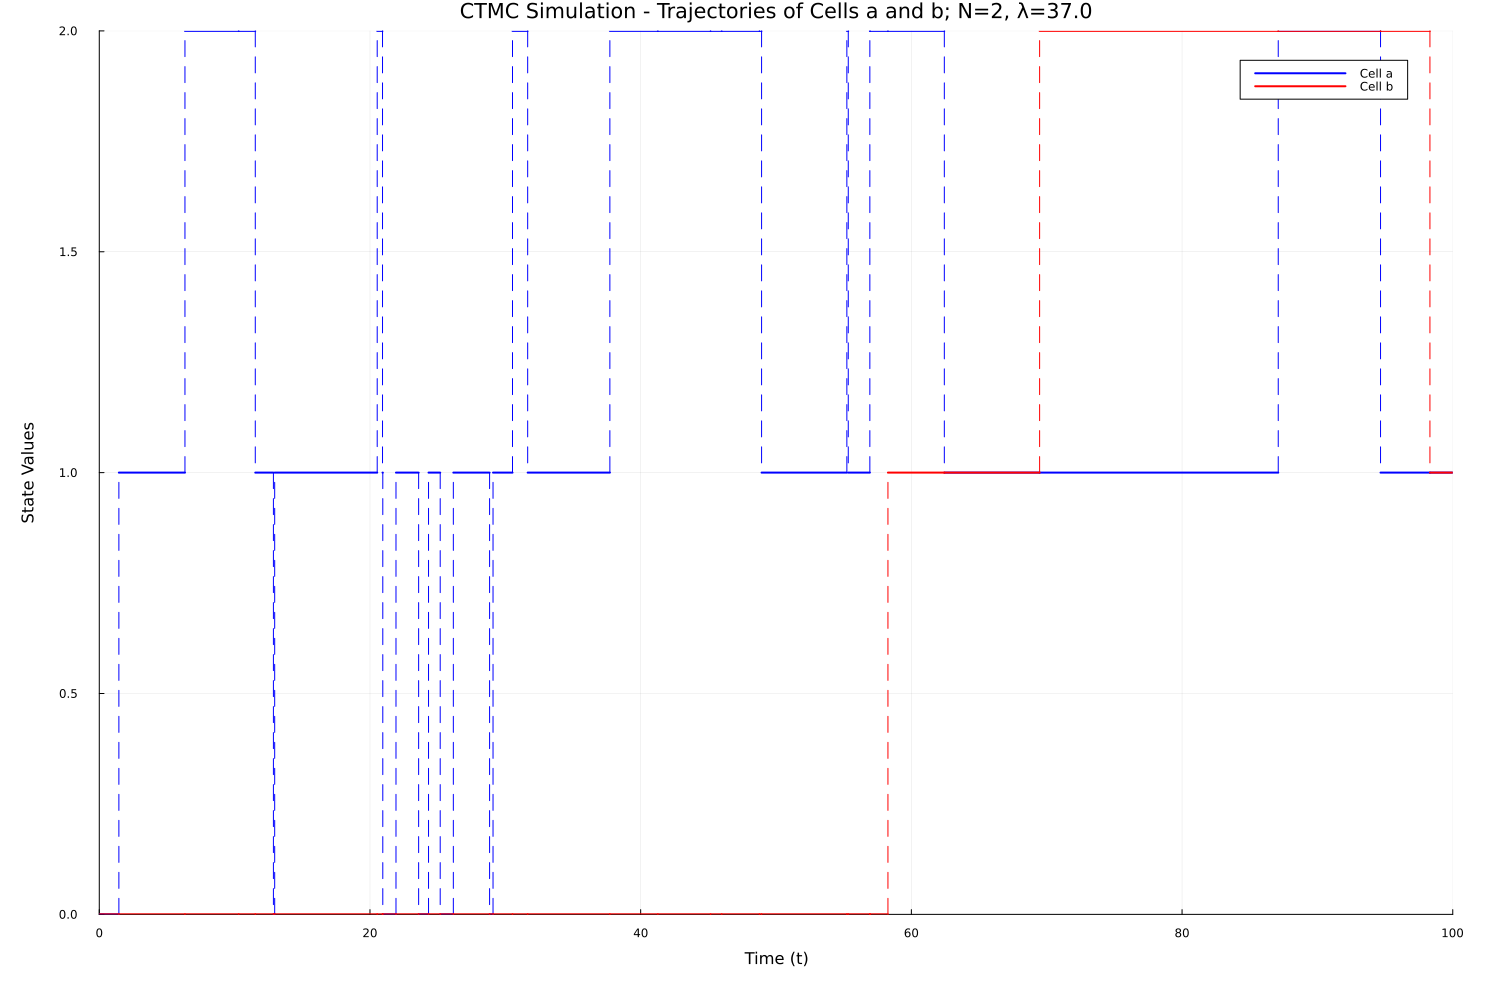 CTMC Simulation - Trajectories of Cells a and b; N=2, λ=37.0
2.0
Cell a
Cell b
1.5
1.0
State Values
0.5
0.0
0 20 40 60 80 100
Time (t)